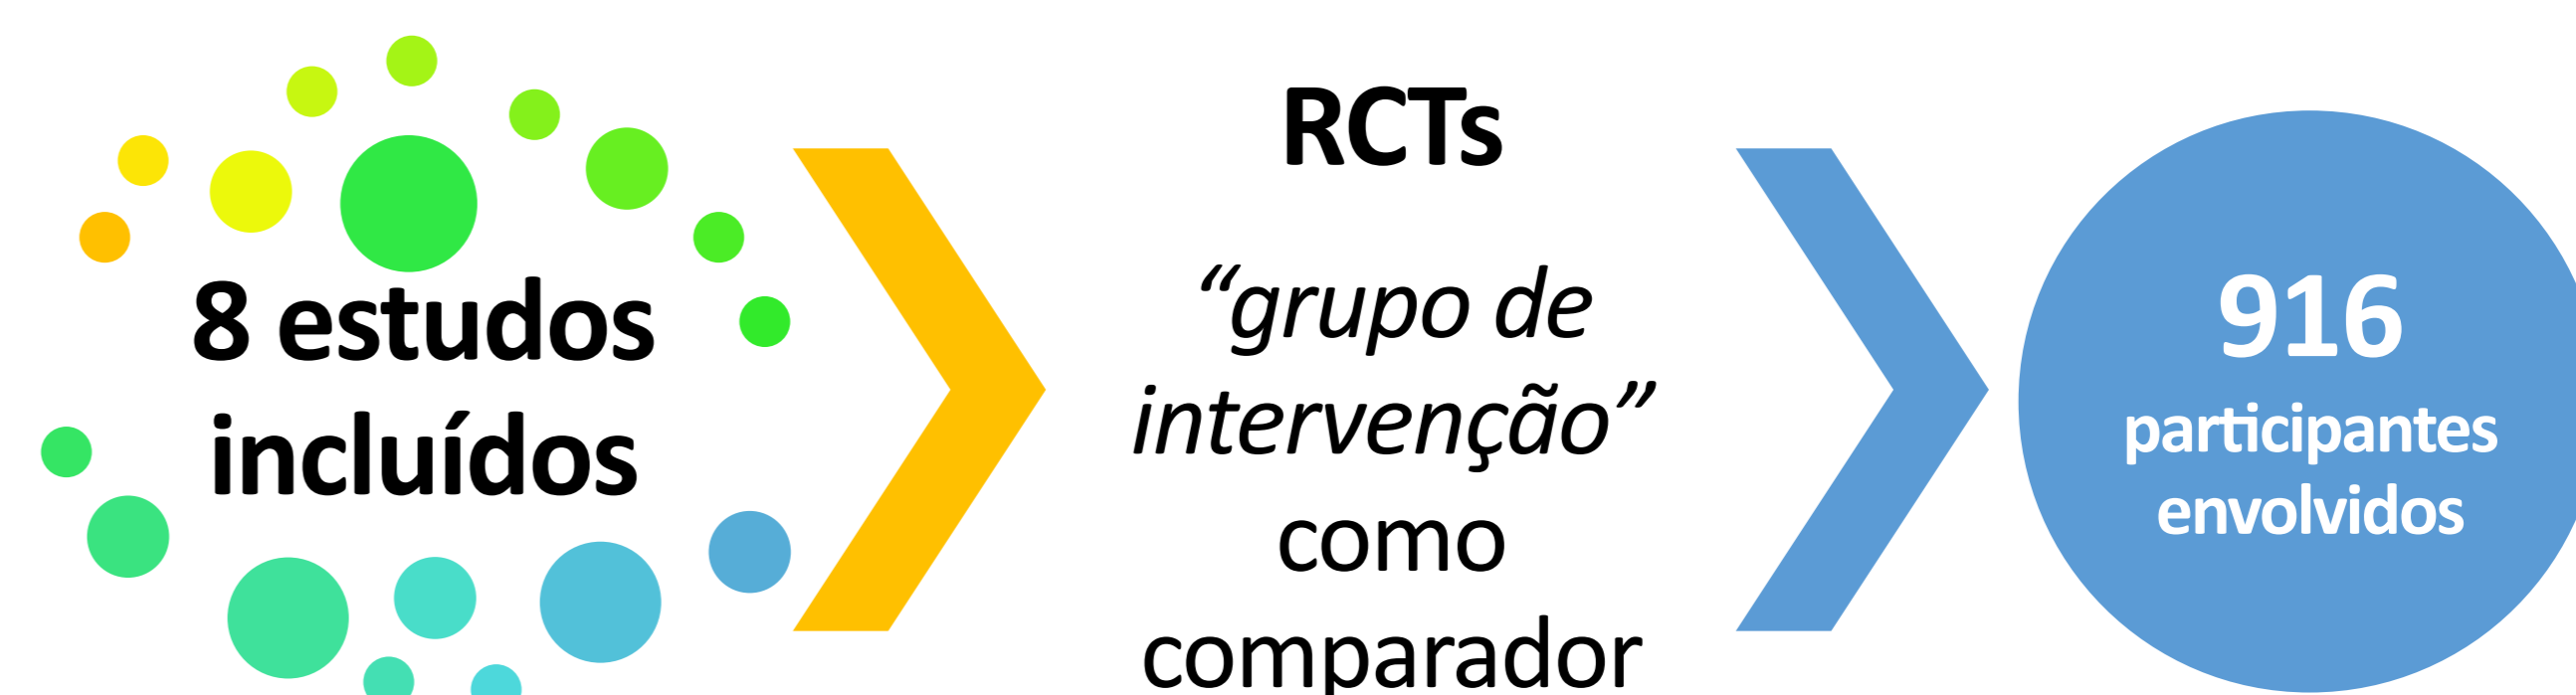 8 estudos
incluídos
RCTs
“grupo de
intervenção”
como
comparador
916
participantes
envolvidos